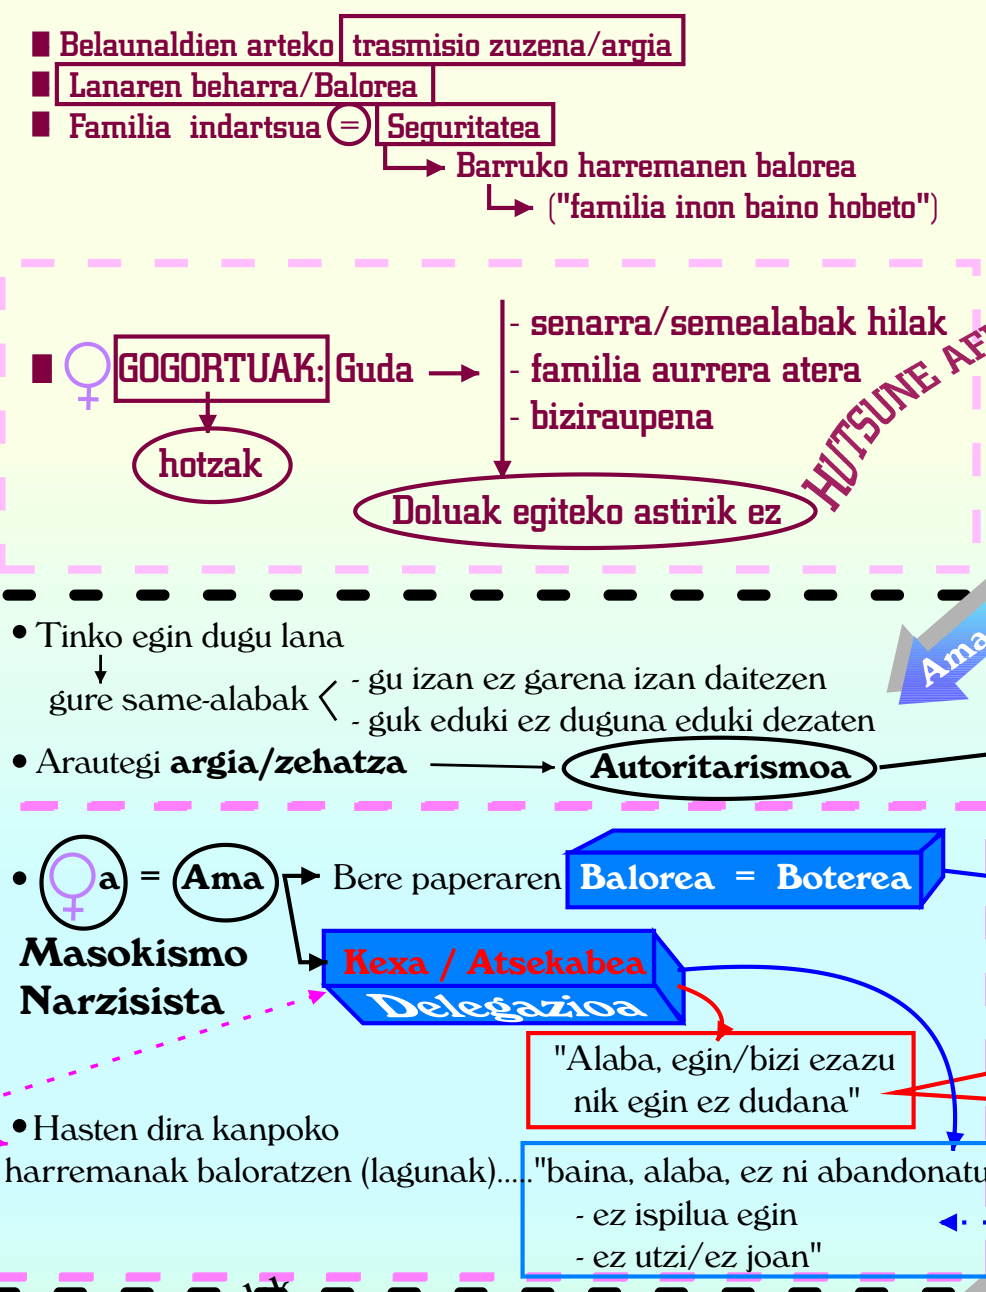 Belaunaldien arteko trasmisio zuzena/argia
Lanaren beharra/Balorea
Familia indartsua = Seguritatea
Barruko harremanen balorea
("familia inon baino hobeto")
GOGORTUAK: Guda
- senarra/semealabak hilak
- familia aurrera atera
- biziraupena
hotzak
HUTSUNE
Doluak egiteko astirik ez
• Tinko egin dugu lana
gure same-alabak
- gu izan ez garena izan daitezen
- guk eduki ez duguna eduki dezaten
Ama
• Arautegi argia/zehatza
Autoritarismoa
• ♀a = Ama
Bere paperaren Balorea = Boterea
Masokismo
Narzisista
Kexa / Atsekabea
Delegazioa
"Alaba, egin/bizi ezazu
nik egin ez dudana"
• Hasten dira kanpoko
harremanak baloratzen (lagunak)....."baina, alaba, ez ni abandonatu
- ez ispilua egin
- ez utzi/ez joan"